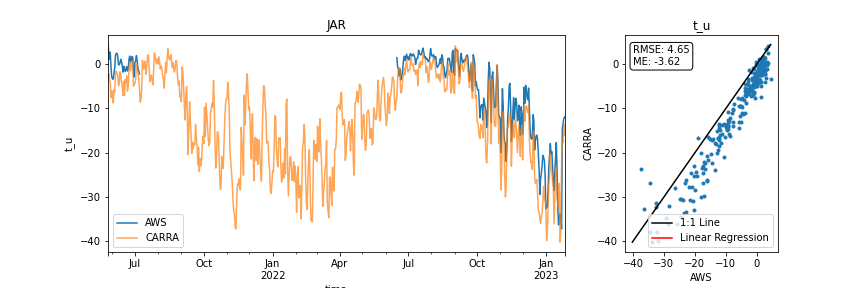 JAR
t_u
0
−10
−20
−30
−40
t_u
AWS
CARRA
Jul
Oct
Jan
2022
Apr
Jul
Oct
Jan
2023
time
RMSE: 4.65
ME: -3.62
0
−10
−20
−30
−40
CARRA
1:1 Line
Linear Regression
−40
−30
−20
−10
0
AWS